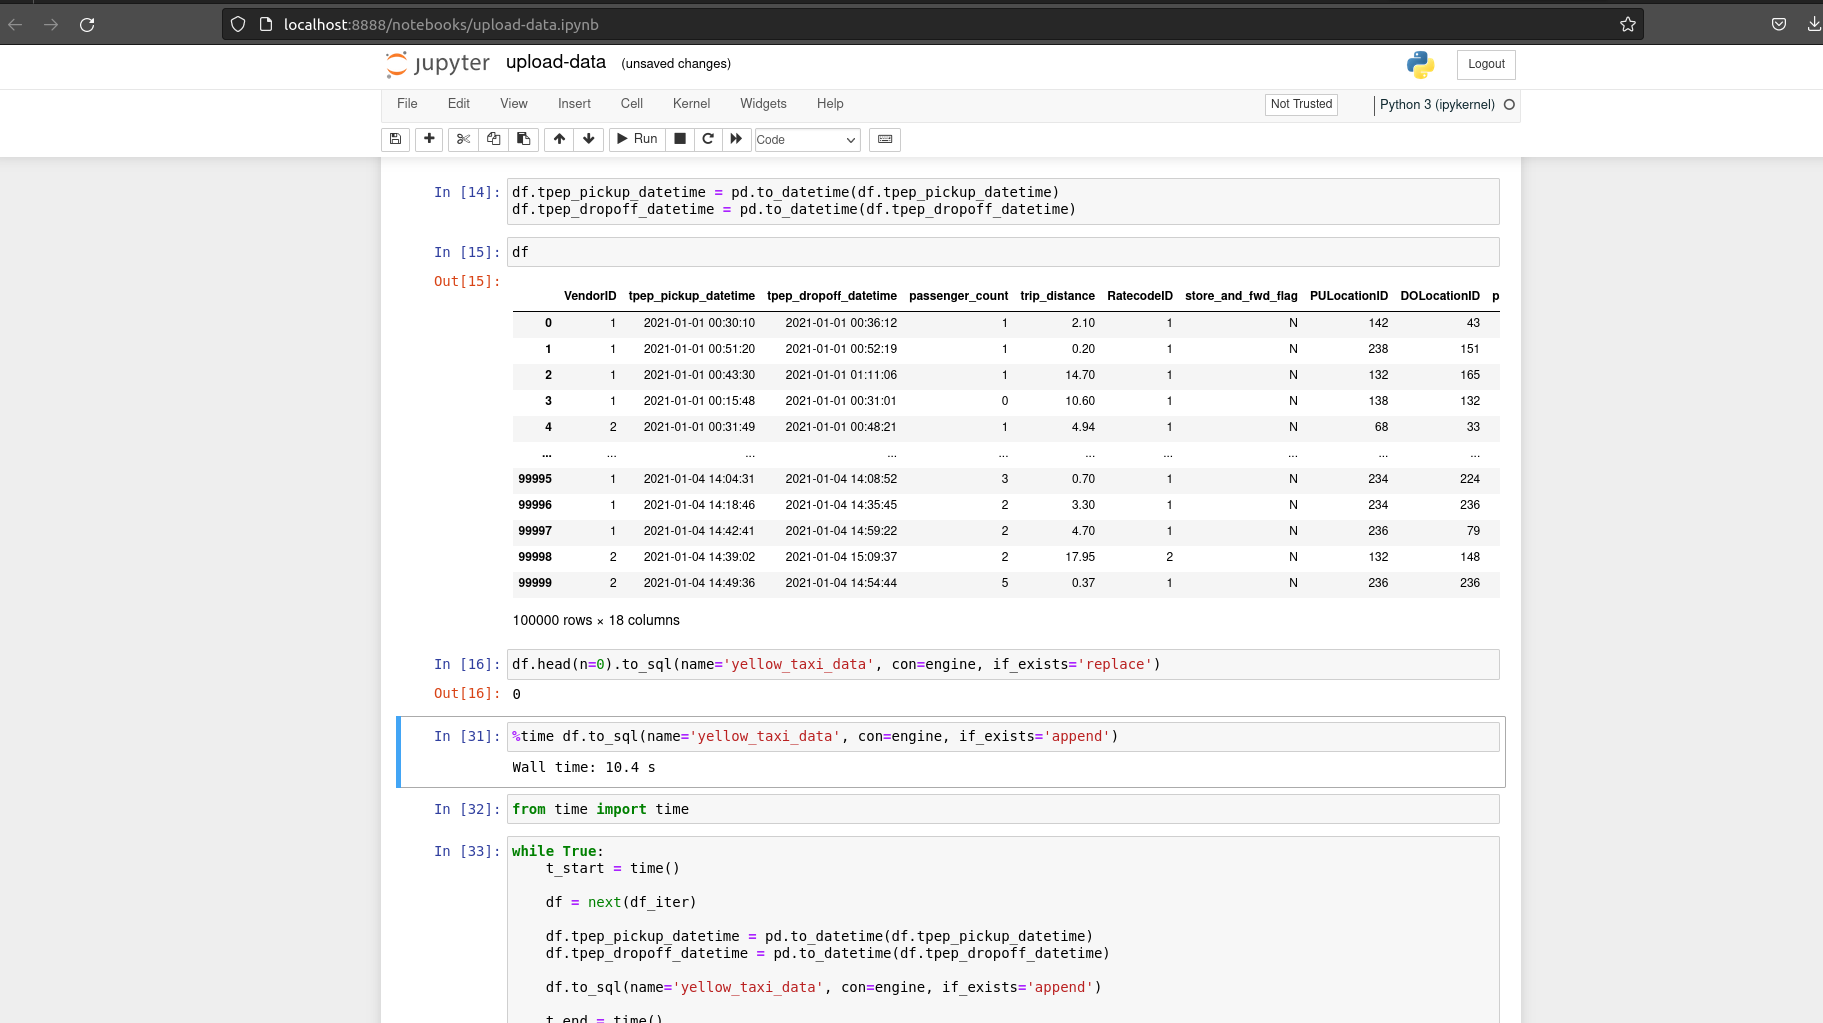 localhost:8888/notebooks/upload-data.ipynb
jupyter upload-data (unsaved changes) Logout
File Edit View Insert Cell Kernel Widgets Help Not Trusted Python 3 (ipykernel)
Run Code
In [14]: df.tpep_pickup_datetime = pd.to_datetime(df.tpep_pickup_datetime)
df.tpep_dropoff_datetime = pd.to_datetime(df.tpep_dropoff_datetime)
In [15]: df
Out[15]:
VendorID tpep_pickup_datetime tpep_dropoff_datetime passenger_count trip_distance RatecodeID store_and_fwd_flag PULocationID DOLocationID p
0 1 2021-01-01 00:30:10 2021-01-01 00:36:12 1 2.10 1 N 142 43
1 1 2021-01-01 00:51:20 2021-01-01 00:52:19 1 0.20 1 N 238 151
2 1 2021-01-01 00:43:30 2021-01-01 01:11:06 1 14.70 1 N 132 165
3 1 2021-01-01 00:15:48 2021-01-01 00:31:01 0 10.60 1 N 138 132
4 2 2021-01-01 00:31:49 2021-01-01 00:48:21 1 4.94 1 N 68 33
... ... ... ... ... ... ... ... ... ...
99995 1 2021-01-04 14:04:31 2021-01-04 14:08:52 3 0.70 1 N 234 224
99996 1 2021-01-04 14:18:46 2021-01-04 14:35:45 2 3.30 1 N 234 236
99997 1 2021-01-04 14:42:41 2021-01-04 14:59:22 2 4.70 1 N 236 79
99998 2 2021-01-04 14:39:02 2021-01-04 15:09:37 2 17.95 2 N 132 148
99999 2 2021-01-04 14:49:36 2021-01-04 14:54:44 5 0.37 1 N 236 236
100000 rows × 18 columns
In [16]: df.head(n=0).to_sql(name='yellow_taxi_data', con=engine, if_exists='replace')
Out[16]: 0
In [31]: %time df.to_sql(name='yellow_taxi_data', con=engine, if_exists='append')
Wall time: 10.4 s
In [32]: from time import time
In [33]: while True:
t_start = time()
df = next(df_iter)
df.tpep_pickup_datetime = pd.to_datetime(df.tpep_pickup_datetime)
df.tpep_dropoff_datetime = pd.to_datetime(df.tpep_dropoff_datetime)
df.to_sql(name='yellow_taxi_data', con=engine, if_exists='append')
t_end = time()